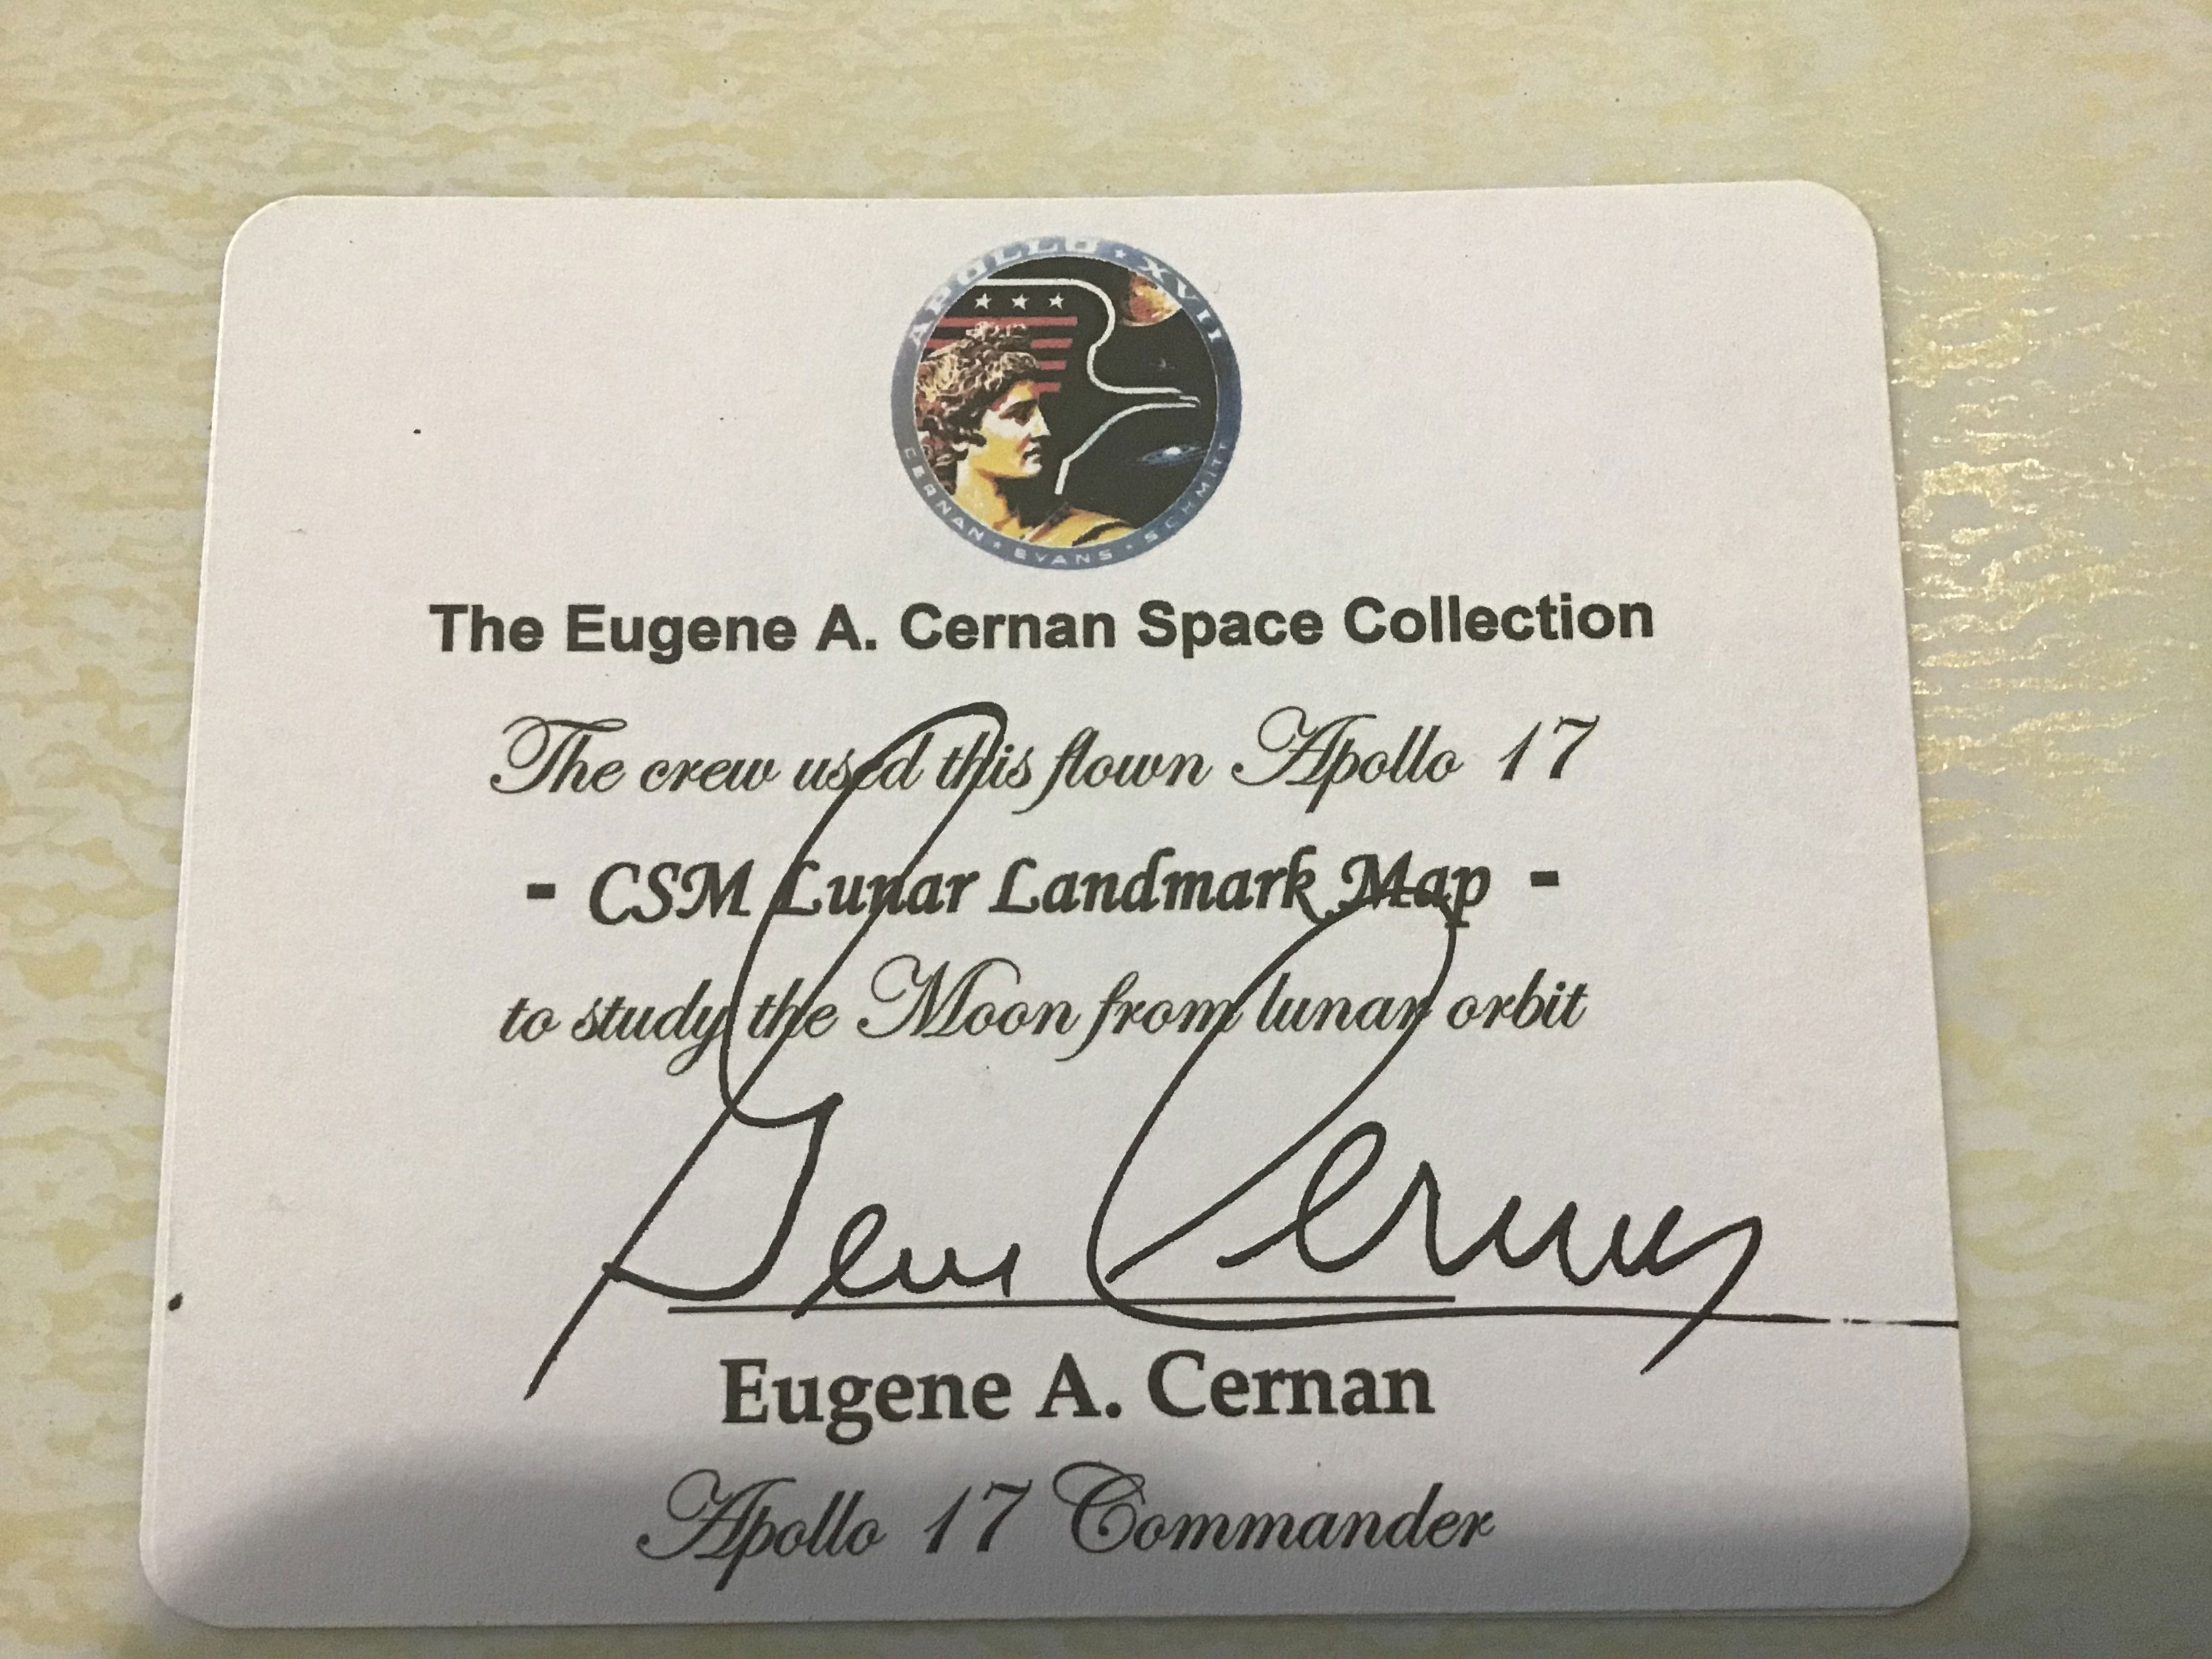 APOLLO XVII
CERNAN · EVANS · SCHMITT
The Eugene A. Cernan Space Collection
The crew used this flown Apollo 17
- CSM Lunar Landmark Map -
to study the Moon from lunar orbit
Gene Cernan
Eugene A. Cernan
Apollo 17 Commander